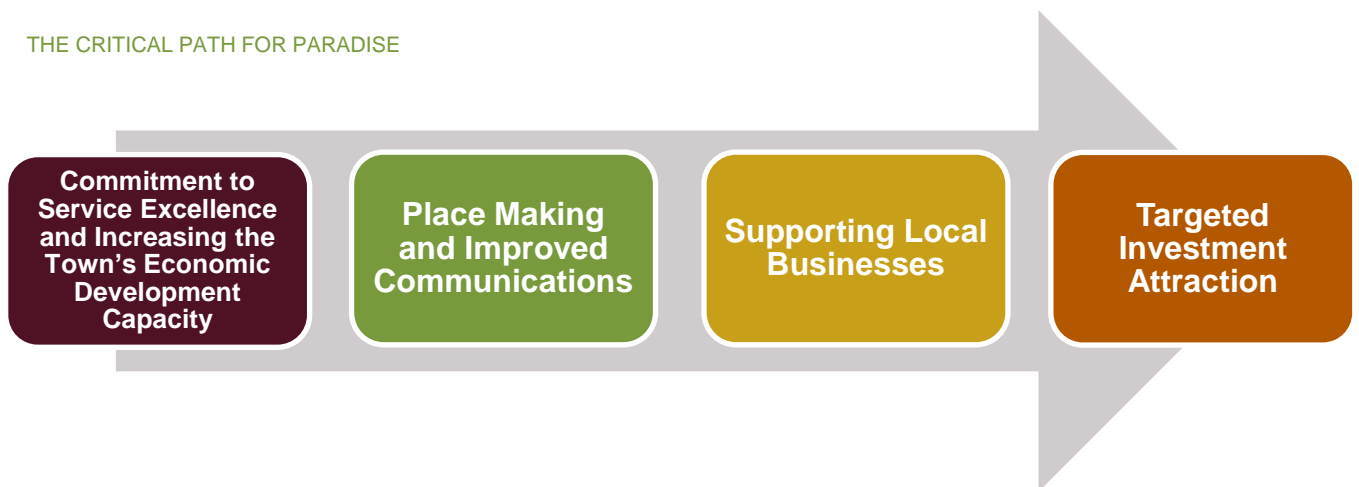 THE CRITICAL PATH FOR PARADISE
Commitment to
Service Excellence
and Increasing the
Town's Economic
Development
Capacity
Place Making
and Improved
Communications
Supporting Local
Businesses
Targeted
Investment
Attraction